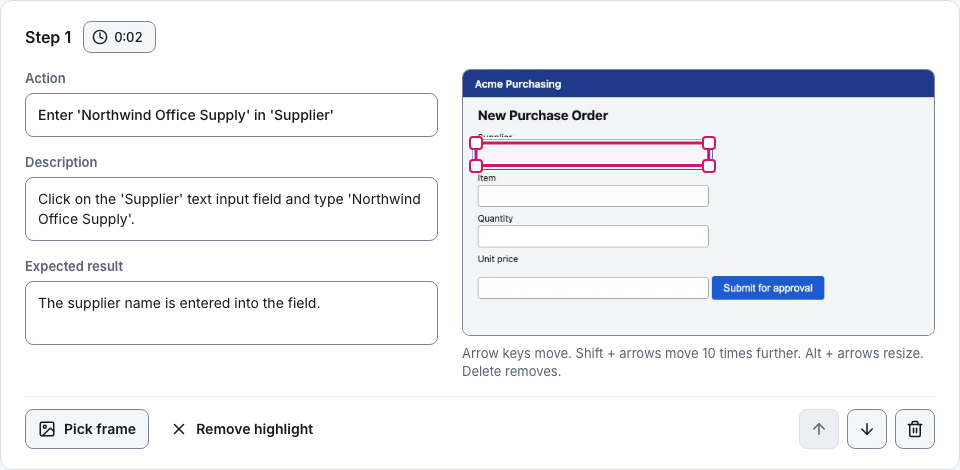 Step 1
0:02
Action
Enter 'Northwind Office Supply' in 'Supplier'
Description
Click on the 'Supplier' text input field and type 'Northwind
Office Supply'.
Expected result
The supplier name is entered into the field.
Acme Purchasing
New Purchase Order
Supplier
Item
Quantity
Unit price
Submit for approval
Arrow keys move. Shift + arrows move 10 times further. Alt + arrows resize.
Delete removes.
Pick frame
Remove highlight